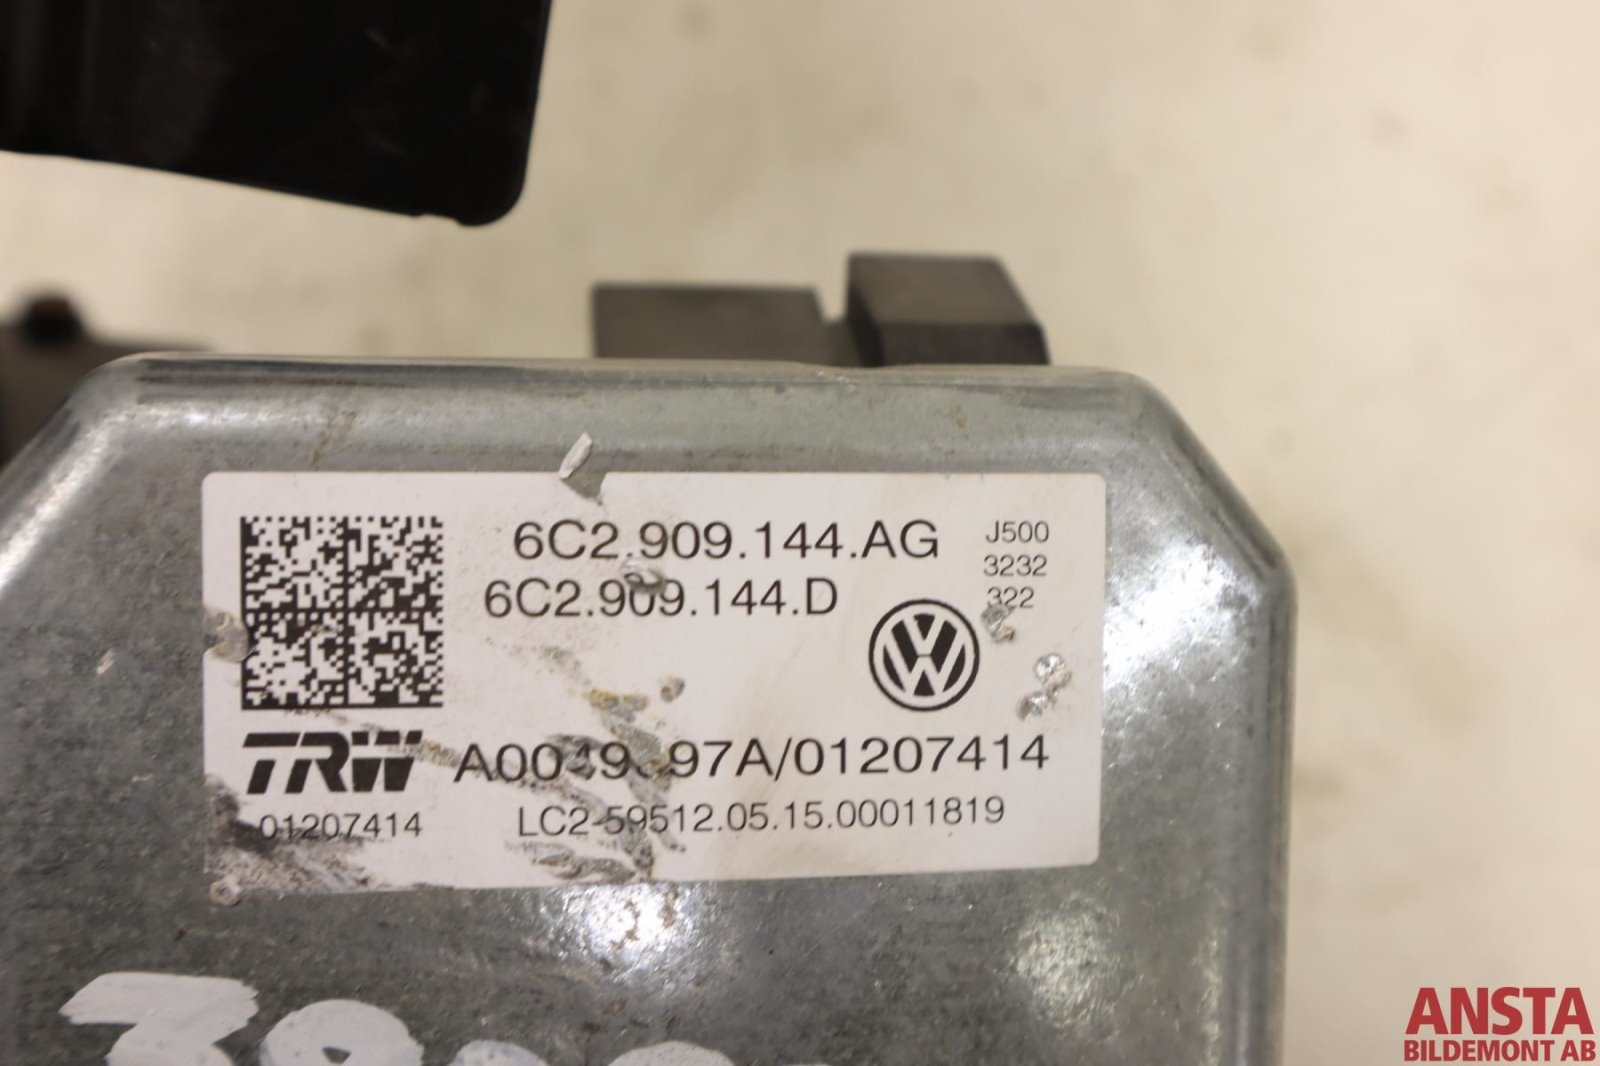 6C2.909.144.AG
J500
3232
322
6C2.909.144.D
TRW
01207414
LC2-59512.05.15.00011819
ANSTA
BILDEMONT AB